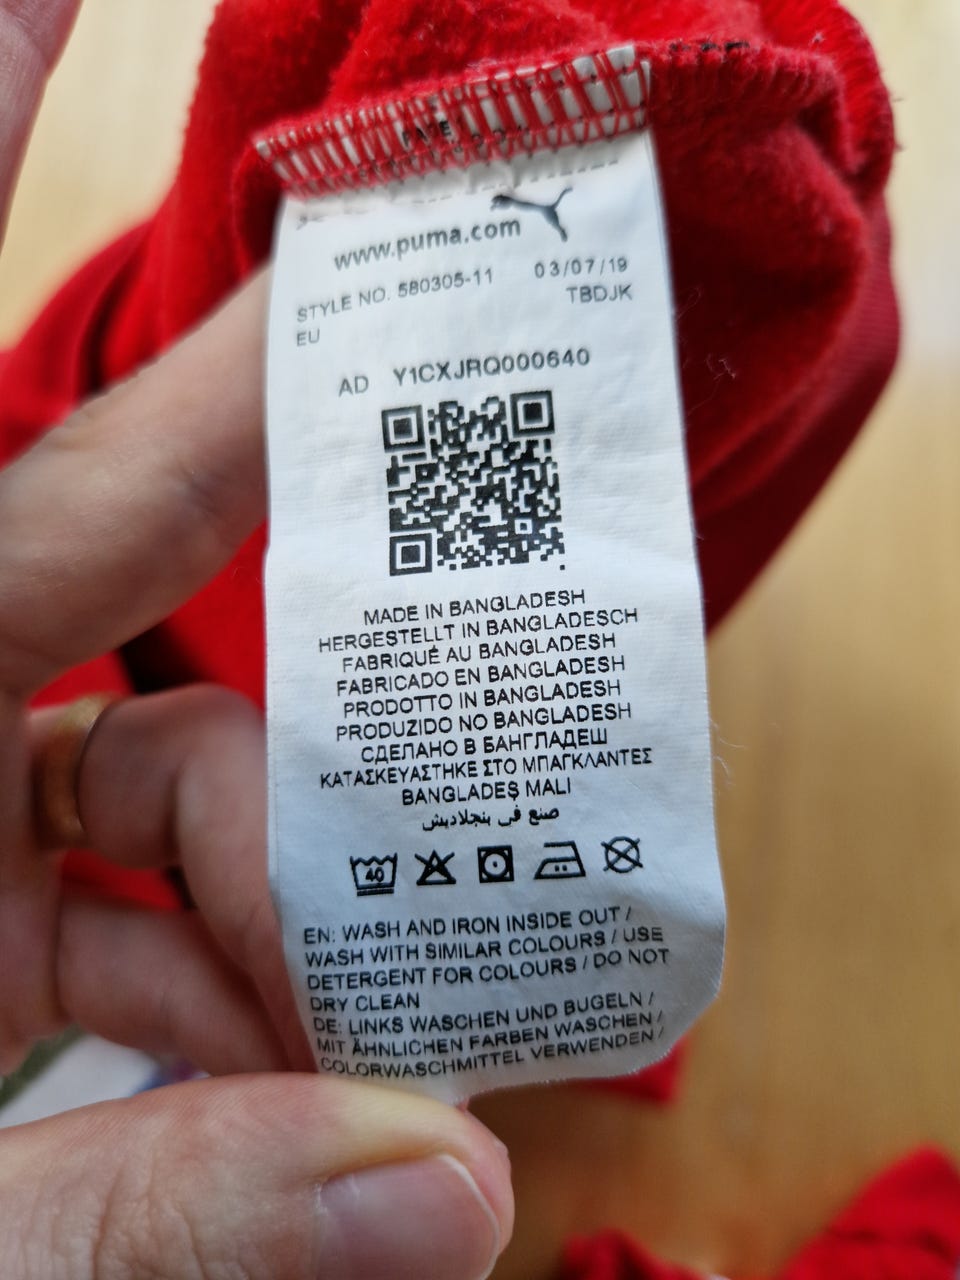 www.puma.com
STYLE NO. 580305-11 03/07/19
EU TBDJK
AD Y1CXJRQ000640
MADE IN BANGLADESH
HERGESTELLT IN BANGLADESCH
FABRIQUÉ AU BANGLADESH
FABRICADO EN BANGLADESH
PRODOTTO IN BANGLADESH
PRODUZIDO NO BANGLADESH
СДЕЛАНО В БАНГЛАДЕШ
ΚΑΤΑΣΚΕΥΑΣΤΗΚΕ ΣΤΟ ΜΠΑΓΚΛΑΝΤΕΣ
BANGLADEŞ MALI
صنع في بنجلاديش
40
EN: WASH AND IRON INSIDE OUT /
WASH WITH SIMILAR COLOURS / USE
DETERGENT FOR COLOURS / DO NOT
DRY CLEAN
DE: LINKS WASCHEN UND BUGELN /
MIT ÄHNLICHEN FARBEN WASCHEN /
COLORWASCHMITTEL VERWENDEN /